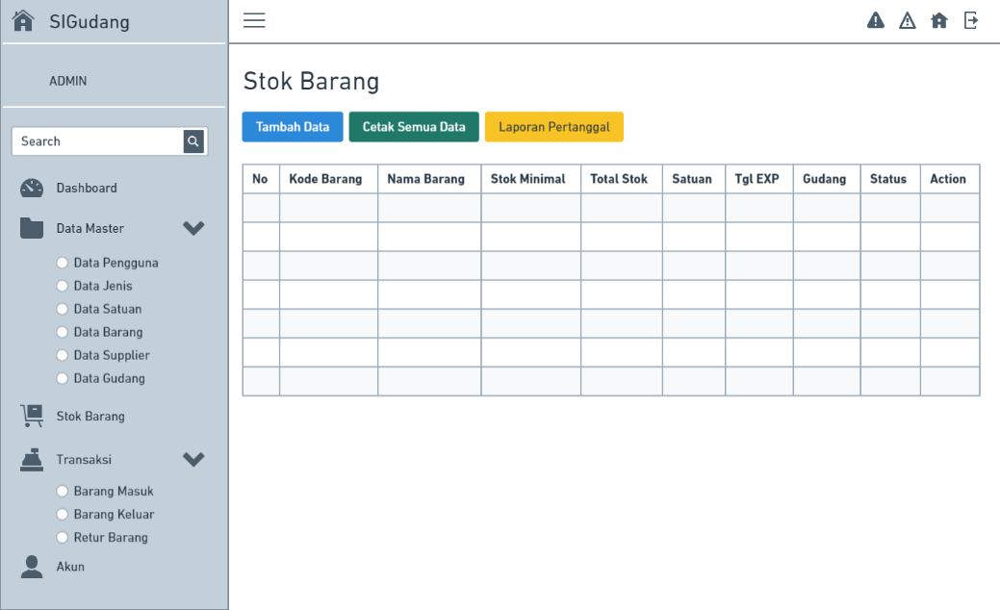 SIGudang
ADMIN
Search
Dashboard
Data Master
Data Pengguna
Data Jenis
Data Satuan
Data Barang
Data Supplier
Data Gudang
Stok Barang
Transaksi
Barang Masuk
Barang Keluar
Retur Barang
Akun
Stok Barang
Tambah Data Cetak Semua Data Laporan Pertanggal
No Kode Barang Nama Barang Stok Minimal Total Stok Satuan Tgl EXP Gudang Status Action